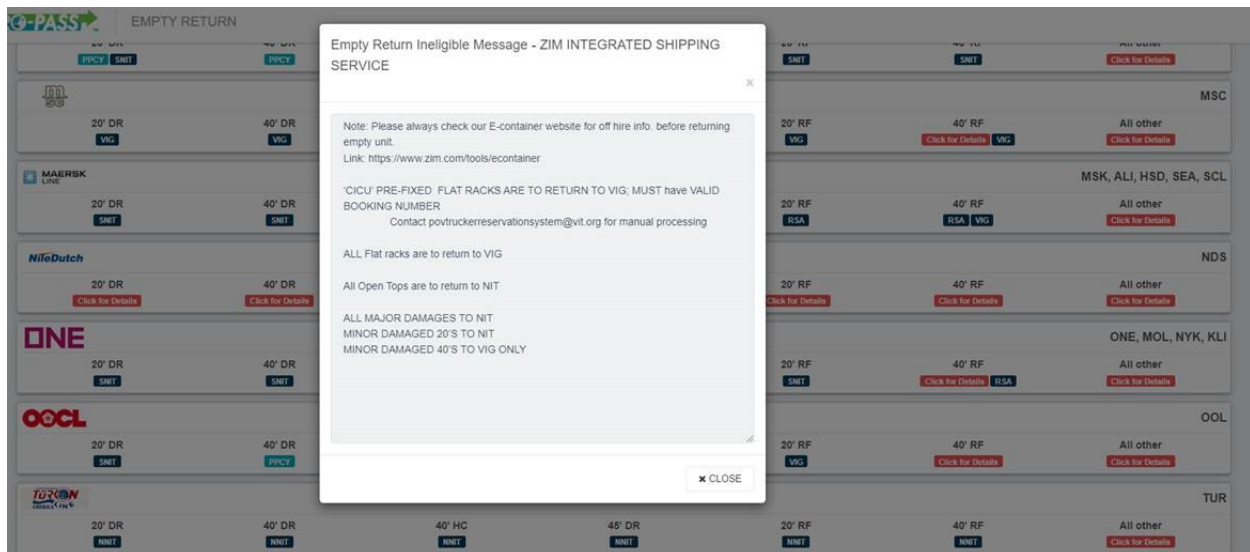 PASS EMPTY RETURN
Empty Return Ineligible Message - ZIM INTEGRATED SHIPPING
SERVICE
×
Note: Please always check our E-container website for off hire info. before returning
empty unit.
Link: https://www.zim.com/tools/econtainer
'CICU' PRE-FIXED FLAT RACKS ARE TO RETURN TO VIG; MUST have VALID
BOOKING NUMBER
Contact povtruckerreservationsystem@vit.org for manual processing
ALL Flat racks are to return to VIG
All Open Tops are to return to NIT
ALL MAJOR DAMAGES TO NIT
MINOR DAMAGED 20'S TO NIT
MINOR DAMAGED 40'S TO VIG ONLY
× CLOSE
PPCY SNIT PPCY SNIT SNIT Click for Details
MSC
20' DR 40' DR 20' RF 40' RF All other
VIG VIG VIG Click for Details VIG Click for Details
MAERSK
LINE
MSK, ALI, HSD, SEA, SCL
20' DR 40' DR 20' RF 40' RF All other
SNIT SNIT RSA RSA VIG Click for Details
NileDutch NDS
20' DR 40' DR 20' RF 40' RF All other
Click for Details Click for Details Click for Details Click for Details Click for Details
ONE ONE, MOL, NYK, KLI
20' DR 40' DR 20' RF 40' RF All other
SNIT SNIT SNIT Click for Details RSA Click for Details
OOCL OOL
20' DR 40' DR 20' RF 40' RF All other
SNIT PPCY VIG Click for Details Click for Details
TURKON TUR
20' DR 40' DR 40' HC 45' DR 20' RF 40' RF All other
NNIT NNIT NNIT NNIT NNIT NNIT Click for Details